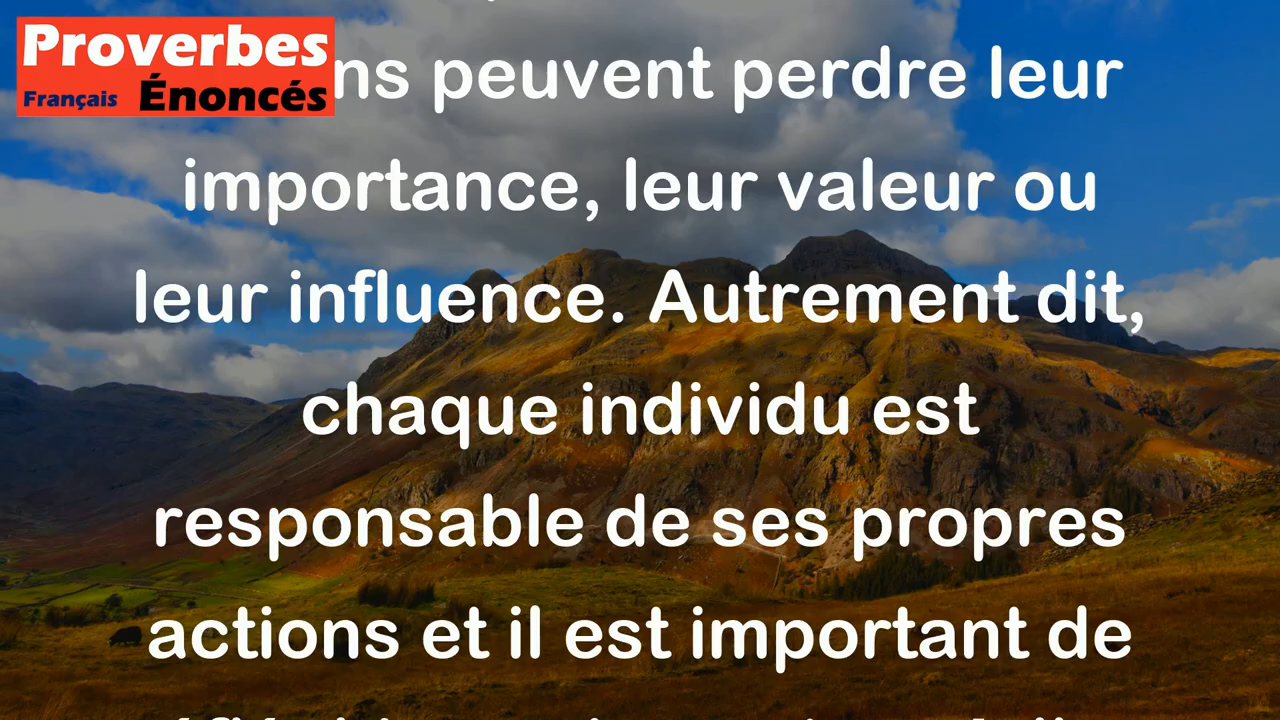 Proverbes
Français Énoncés
peuvent perdre leur
importance, leur valeur ou
leur influence. Autrement dit,
chaque individu est
responsable de ses propres
actions et il est important de